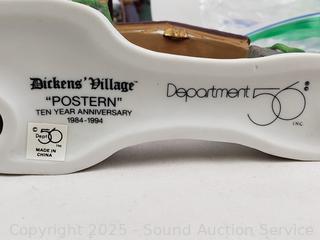 Dickens' Village
"POSTERN"
TEN YEAR ANNIVERSARY
1984-1994
Department 56®
INC.
©
56
Dept. ™
MADE IN
CHINA
Copyright 2025 - Sound Auction Service